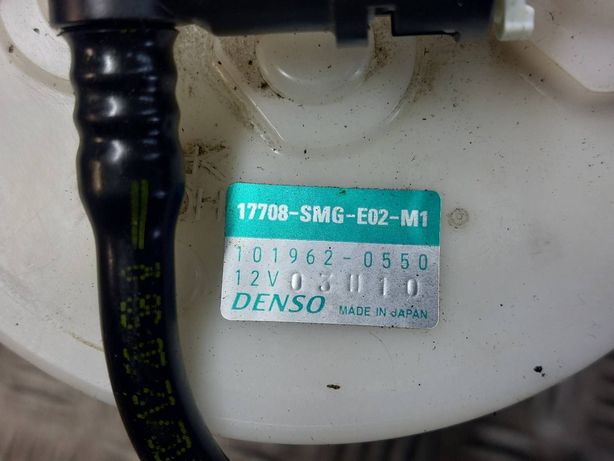 17708-SMG-E02-M1
101962-0550
12V 03U10
DENSO MADE IN JAPAN